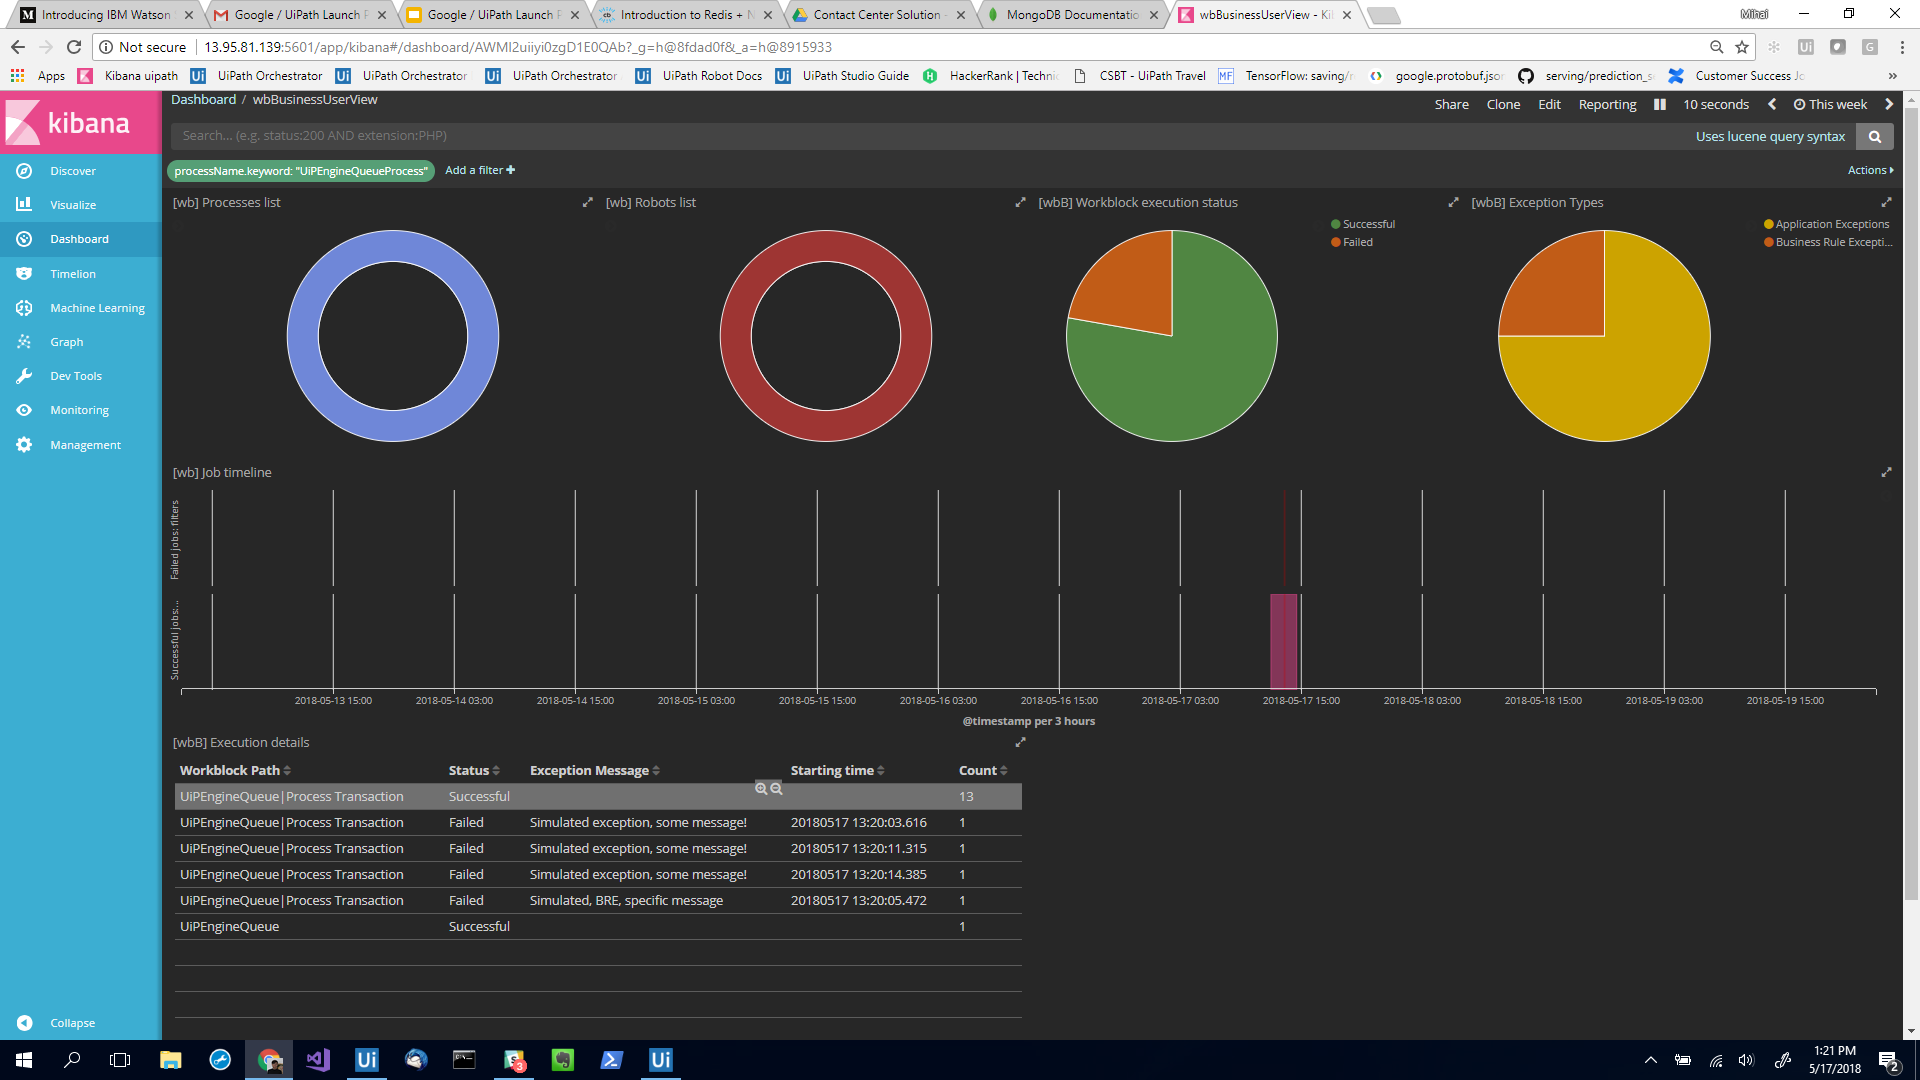 Introducing IBM Watson
Google / UiPath Launch P
Google / UiPath Launch P
Introduction to Redis + N
Contact Center Solution -
MongoDB Documentatio
wbBusinessUserView - Ki
Mihai
Not secure
13.95.81.139:5601/app/kibana#/dashboard/AWMI2uiiyi0zgD1E0QAb?_g=h@8fdad0f&_a=h@8915933
Apps
Kibana uipath
UiPath Orchestrator
UiPath Orchestrator
UiPath Orchestrator
UiPath Robot Docs
UiPath Studio Guide
HackerRank | Technic
CSBT - UiPath Travel
MF
TensorFlow: saving/r
google.protobuf.json
serving/prediction_s
Customer Success Jo
kibana
Discover
Visualize
Dashboard
Timelion
Machine Learning
Graph
Dev Tools
Monitoring
Management
Collapse
Dashboard / wbBusinessUserView
Share
Clone
Edit
Reporting
10 seconds
This week
Search... (e.g. status:200 AND extension:PHP)
Uses lucene query syntax
processName.keyword: "UiPEngineQueueProcess"
Add a filter
Actions
[wb] Processes list
[wb] Robots list
[wbB] Workblock execution status
Successful
Failed
[wbB] Exception Types
Application Exceptions
Business Rule Excepti...
[wb] Job timeline
Failed jobs: filters
Successful jobs:...
2018-05-13 15:00
2018-05-14 03:00
2018-05-14 15:00
2018-05-15 03:00
2018-05-15 15:00
2018-05-16 03:00
2018-05-16 15:00
2018-05-17 03:00
2018-05-17 15:00
2018-05-18 03:00
2018-05-18 15:00
2018-05-19 03:00
2018-05-19 15:00
@timestamp per 3 hours
[wbB] Execution details
Workblock Path Status Exception Message Starting time Count
UiPEngineQueue|Process Transaction Successful 13
UiPEngineQueue|Process Transaction Failed Simulated exception, some message! 20180517 13:20:03.616 1
UiPEngineQueue|Process Transaction Failed Simulated exception, some message! 20180517 13:20:11.315 1
UiPEngineQueue|Process Transaction Failed Simulated exception, some message! 20180517 13:20:14.385 1
UiPEngineQueue|Process Transaction Failed Simulated, BRE, specific message 20180517 13:20:05.472 1
UiPEngineQueue Successful 1
Ui
3
Ui
1:21 PM
5/17/2018
2